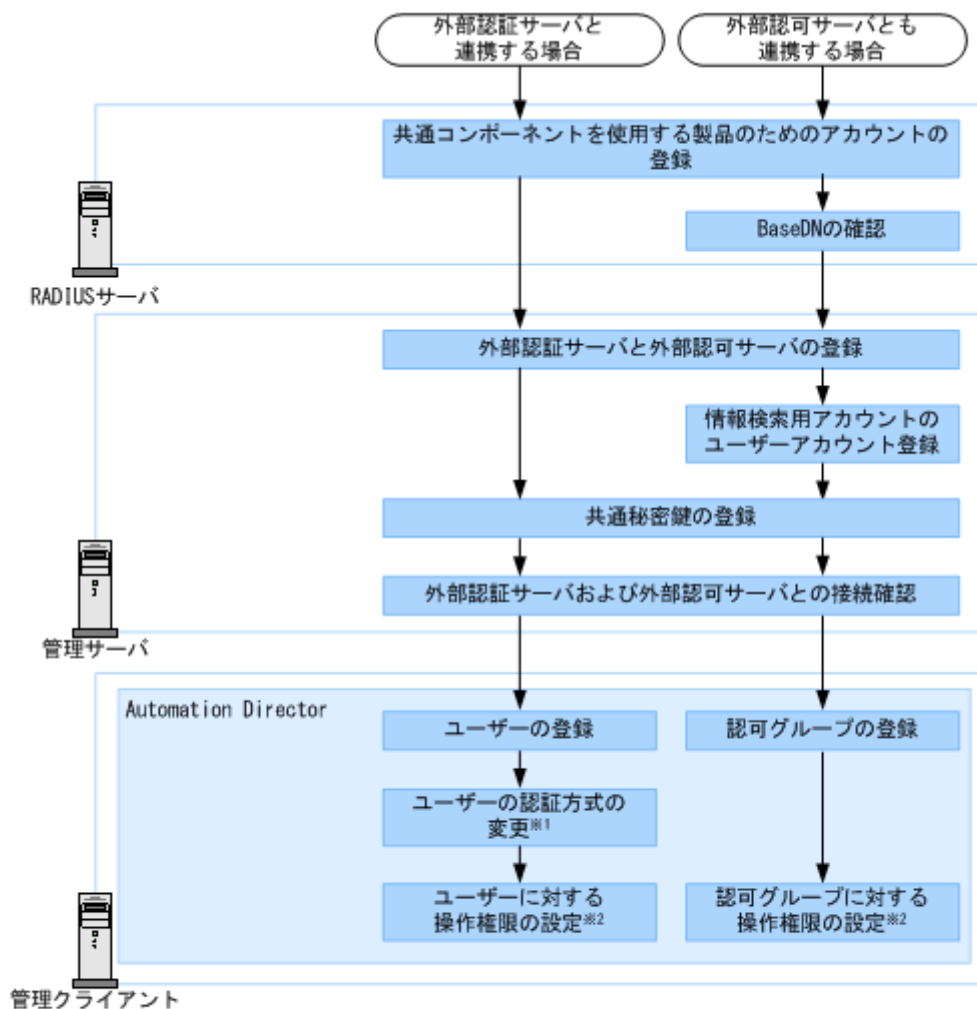 外部認証サーバと
連携する場合
外部認可サーバとも
連携する場合
共通コンポーネントを使用する製品のためのアカウントの
登録
BaseDNの確認
RADIUSサーバ
外部認証サーバと外部認可サーバの登録
情報検索用アカウントの
ユーザーアカウント登録
共通秘密鍵の登録
外部認証サーバおよび外部認可サーバとの接続確認
管理サーバ
Automation Director
ユーザーの登録
認可グループの登録
ユーザーの認証方式の
変更※1
ユーザーに対する
操作権限の設定※2
認可グループに対する
操作権限の設定※2
管理クライアント